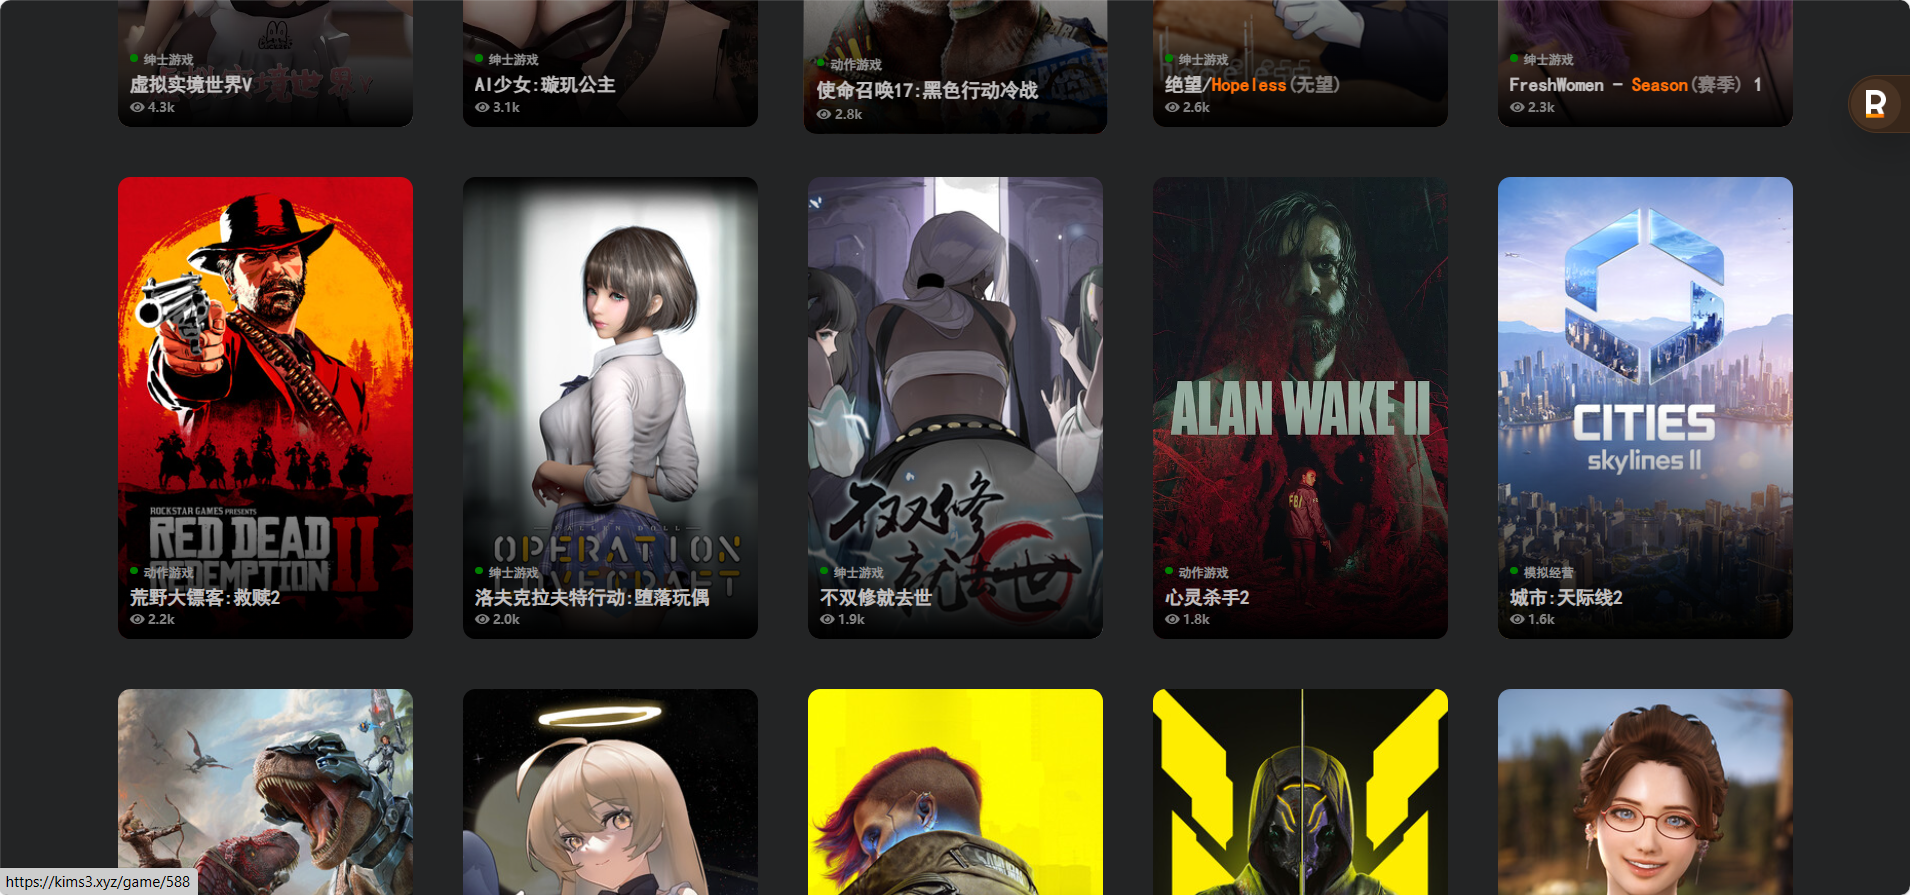 绅士游戏
虚拟实境世界V
4.3k
绅士游戏
AI少女:璇玑公主
3.1k
动作游戏
使命召唤17:黑色行动冷战
2.8k
绅士游戏
绝望/Hopeless(无望)
2.6k
绅士游戏
FreshWomen - Season(赛季) 1
2.3k
R
ROCKSTAR GAMES PRESENTS
RED DEAD
REDEMPTION II
动作游戏
荒野大镖客:救赎2
2.2k
FALLEN DOLL
OPERATION
LOVECRAFT
绅士游戏
洛夫克拉夫特行动:堕落玩偶
2.0k
不双修
就去世
绅士游戏
不双修就去世
1.9k
ALAN WAKE II
FBI
动作游戏
心灵杀手2
1.8k
CITIES
skylines II
模拟经营
城市:天际线2
1.6k
SAMURAI
https://kims3.xyz/game/588